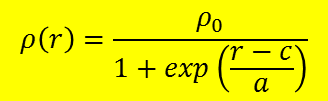 ρ(r) = ρ₀ / (1 + exp((r − c)/a))